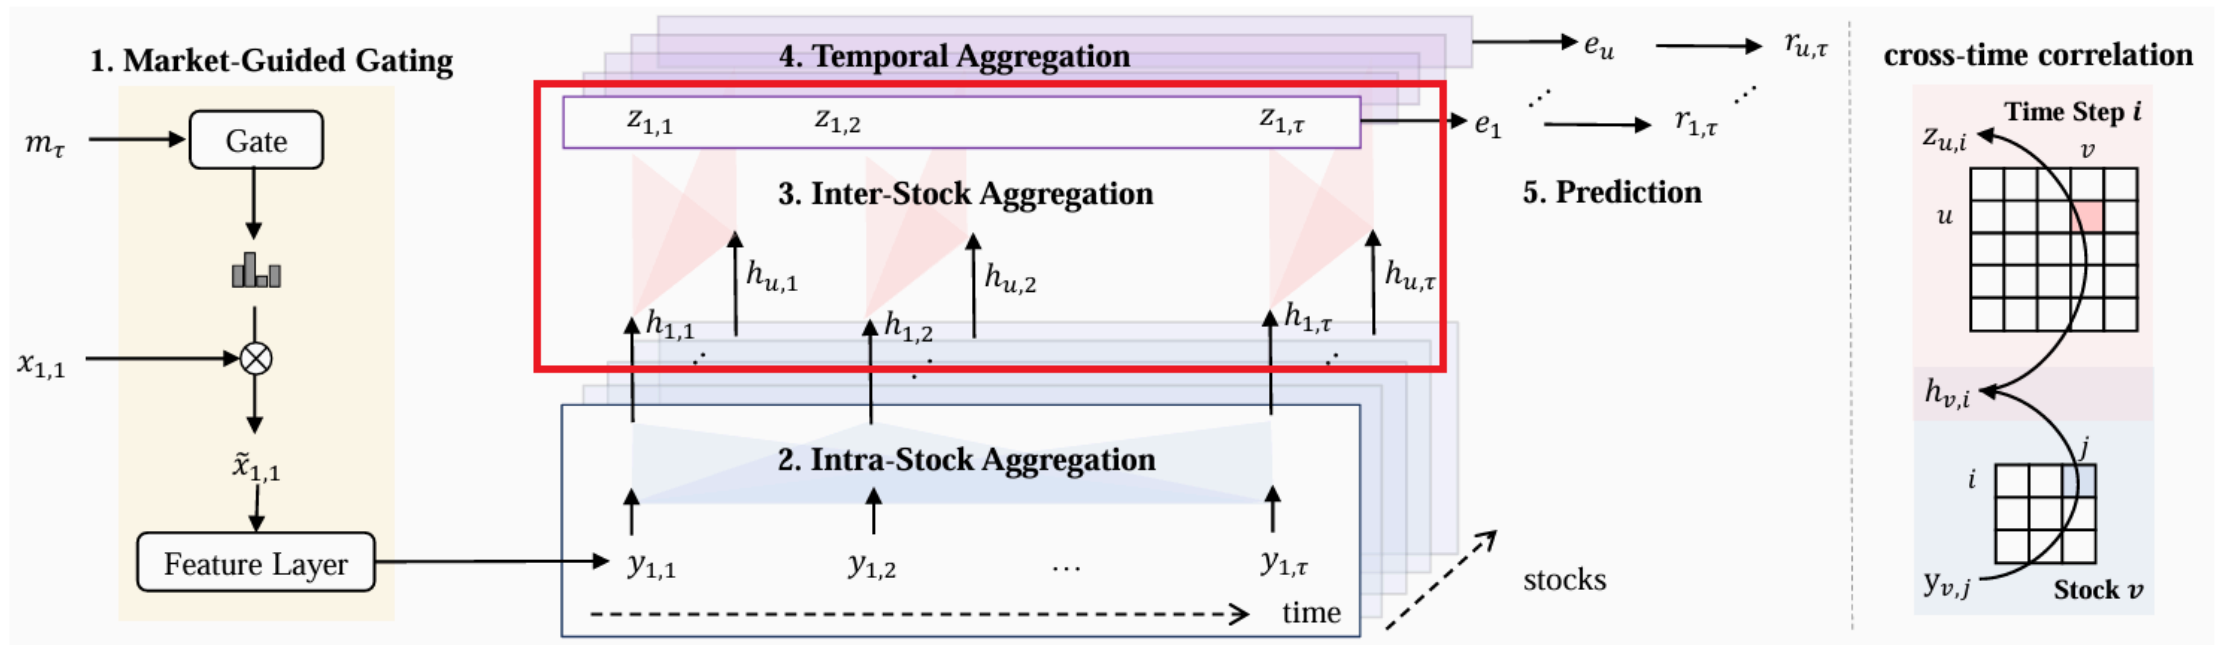 1. Market-Guided Gating
m_τ
Gate
x_{1,1}
⊗
x̃_{1,1}
Feature Layer
4. Temporal Aggregation
z_{1,1} z_{1,2} z_{1,τ}
e_u r_{u,τ}
⋰ ⋰
e_1 r_{1,τ}
3. Inter-Stock Aggregation
5. Prediction
h_{u,1} h_{u,2} h_{u,τ}
h_{1,1} h_{1,2} h_{1,τ}
⋰ ⋰ ⋰
2. Intra-Stock Aggregation
y_{1,1} y_{1,2} ... y_{1,τ}
time
stocks
cross-time correlation
Time Step i
z_{u,i}
v
u
h_{v,i}
j
i
y_{v,j}
Stock v